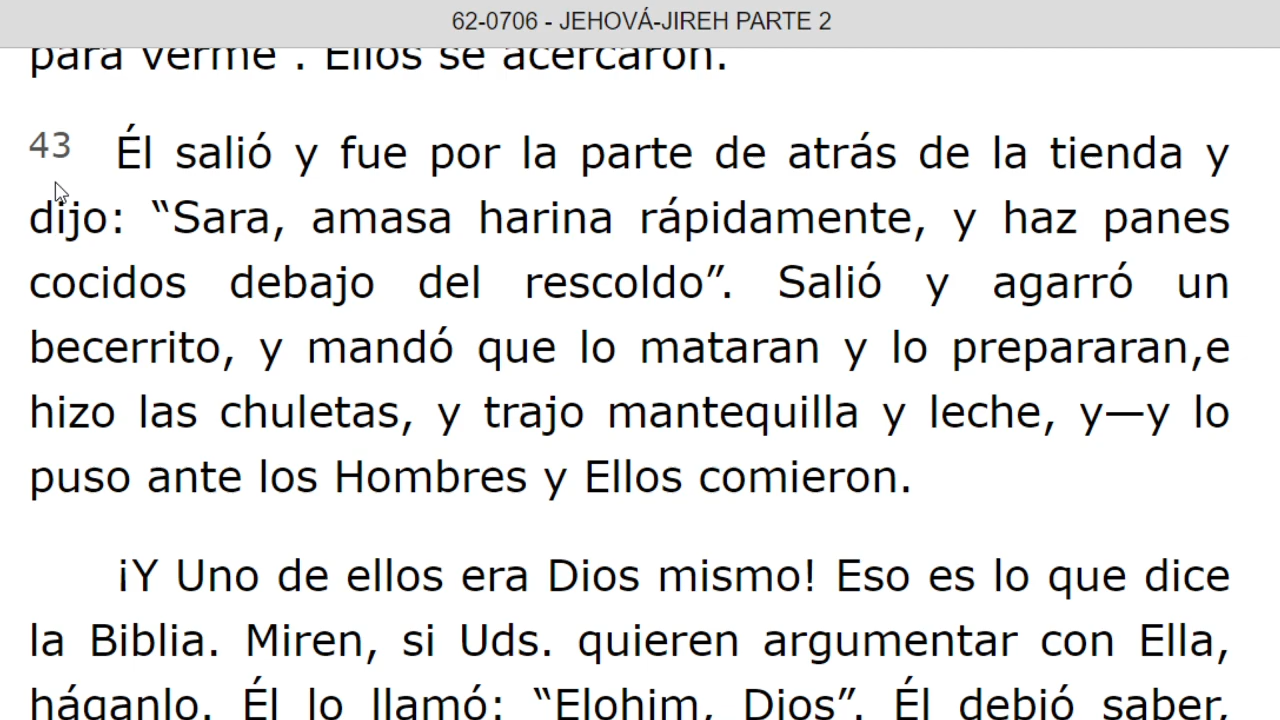 62-0706 - JEHOVÁ-JIREH PARTE 2
para verme". Ellos se acercaron.
43 Él salió y fue por la parte de atrás de la tienda y
dijo: “Sara, amasa harina rápidamente, y haz panes
cocidos debajo del rescoldo”. Salió y agarró un
becerrito, y mandó que lo mataran y lo prepararan,e
hizo las chuletas, y trajo mantequilla y leche, y—y lo
puso ante los Hombres y Ellos comieron.
¡Y Uno de ellos era Dios mismo! Eso es lo que dice
la Biblia. Miren, si Uds. quieren argumentar con Ella,
háganlo. Él lo llamó: “Elohim, Dios”. Él debió saber,